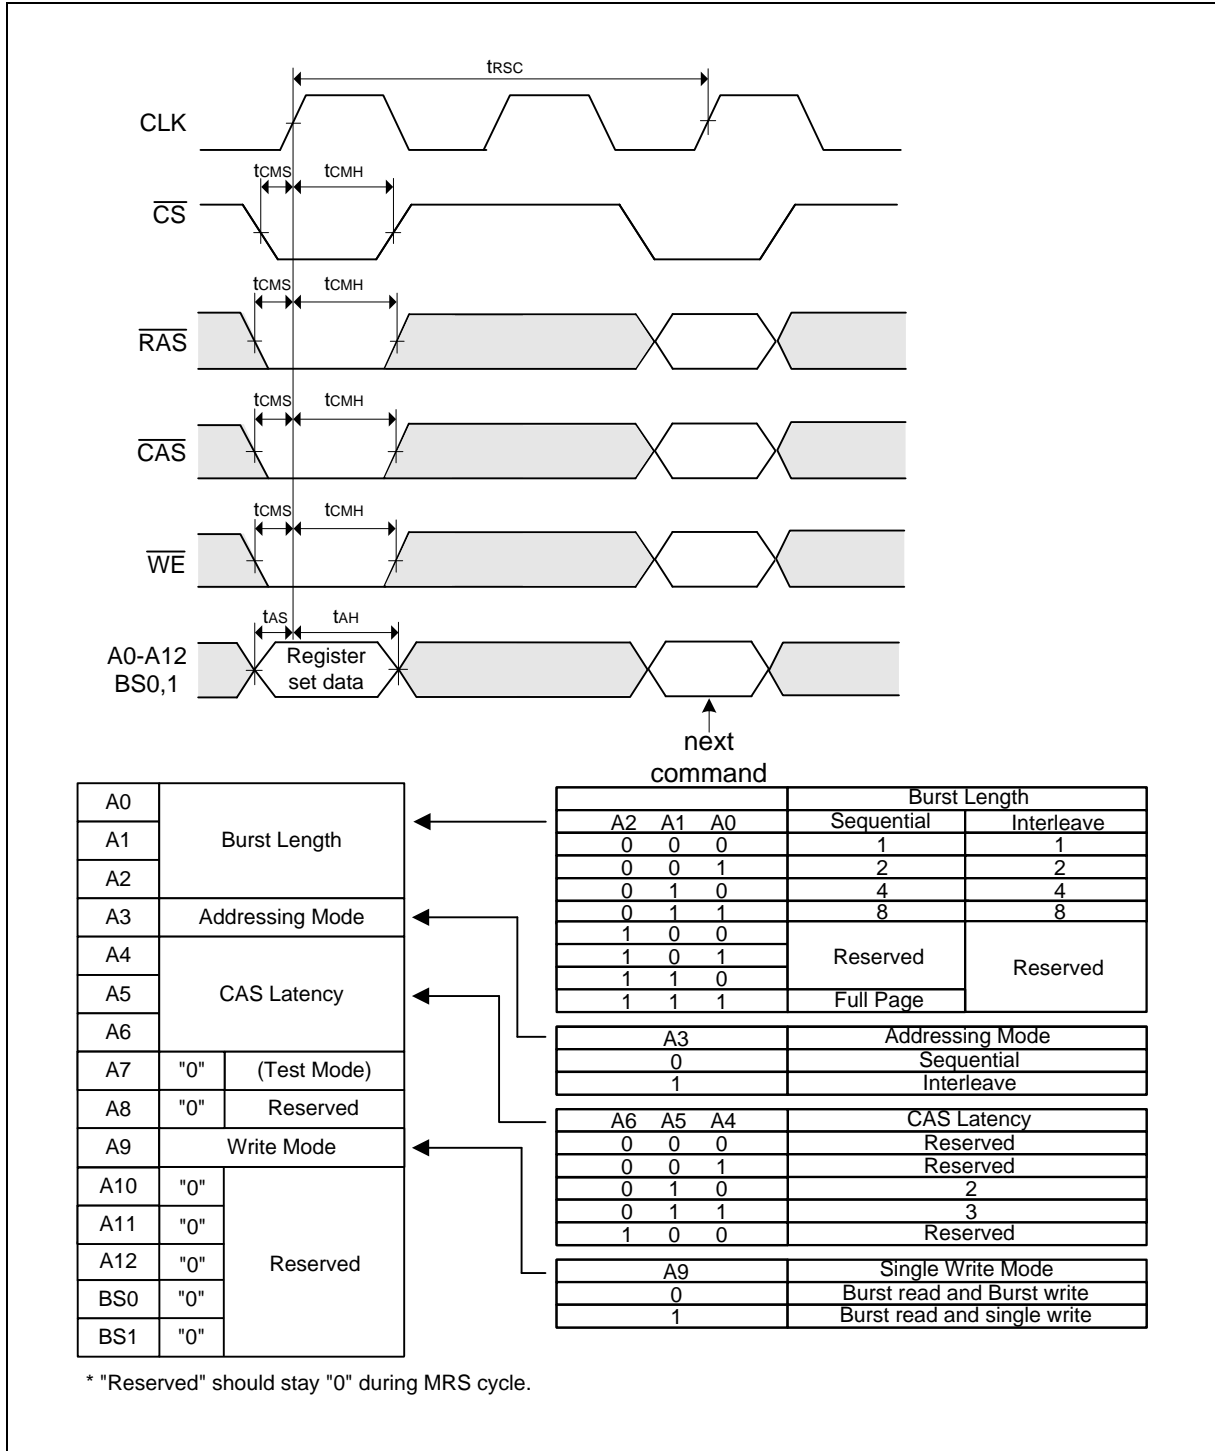 tRSC
CLK
tCMS tCMH
CS
tCMS tCMH
RAS
tCMS tCMH
CAS
tCMS tCMH
WE
tAS tAH
A0-A12
BS0,1
Register
set data
next
command
A0
A1 Burst Length
A2
A3 Addressing Mode
A4
A5 CAS Latency
A6
A7 "0" (Test Mode)
A8 "0" Reserved
A9 Write Mode
A10 "0"
A11 "0"
A12 "0" Reserved
BS0 "0"
BS1 "0"
Burst Length
A2 A1 A0 Sequential Interleave
0 0 0 1 1
0 0 1 2 2
0 1 0 4 4
0 1 1 8 8
1 0 0
1 0 1 Reserved Reserved
1 1 0
1 1 1 Full Page
A3 Addressing Mode
0 Sequential
1 Interleave
A6 A5 A4 CAS Latency
0 0 0 Reserved
0 0 1 Reserved
0 1 0 2
0 1 1 3
1 0 0 Reserved
A9 Single Write Mode
0 Burst read and Burst write
1 Burst read and single write
* "Reserved" should stay "0" during MRS cycle.